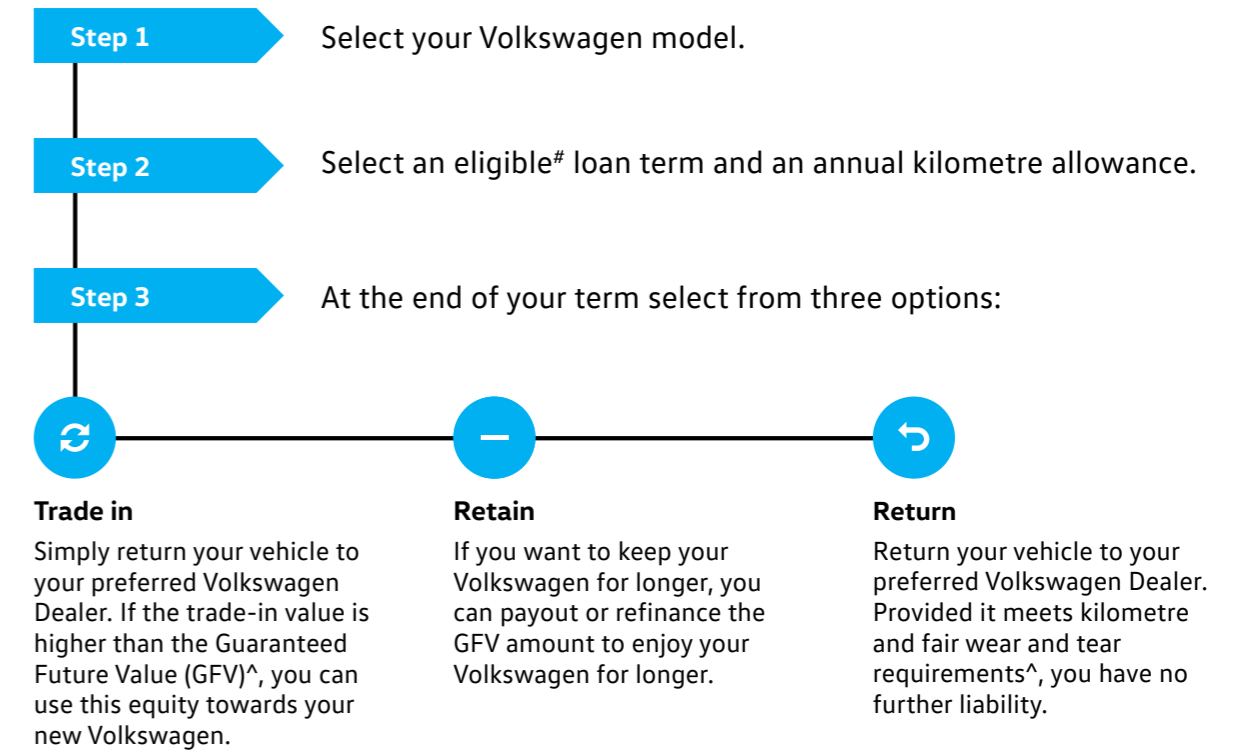 Step 1
Select your Volkswagen model.
Step 2
Select an eligible# loan term and an annual kilometre allowance.
Step 3
At the end of your term select from three options:
Trade in
Simply return your vehicle to
your preferred Volkswagen
Dealer. If the trade-in value is
higher than the Guaranteed
Future Value (GFV)^, you can
use this equity towards your
new Volkswagen.
Retain
If you want to keep your
Volkswagen for longer, you
can payout or refinance the
GFV amount to enjoy your
Volkswagen for longer.
Return
Return your vehicle to your
preferred Volkswagen Dealer.
Provided it meets kilometre
and fair wear and tear
requirements^, you have no
further liability.